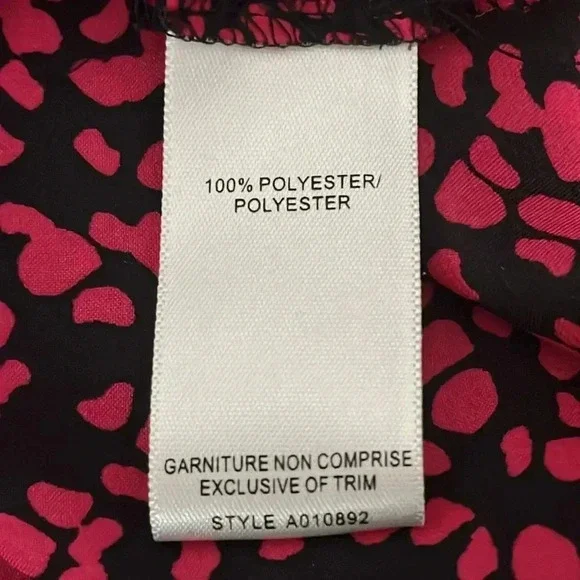 100% POLYESTER/
POLYESTER
GARNITURE NON COMPRISE
EXCLUSIVE OF TRIM
STYLE A010892